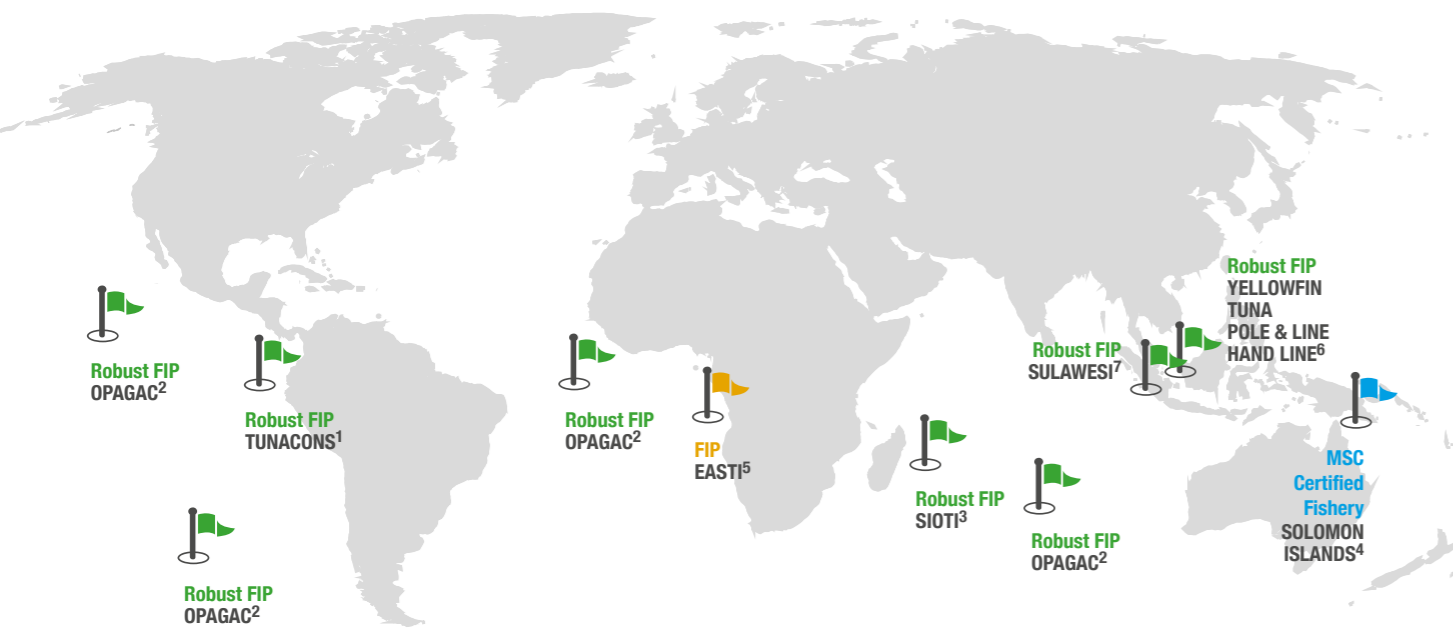 Robust FIP
OPAGAC2
Robust FIP
TUNACONS1
Robust FIP
OPAGAC2
Robust FIP
OPAGAC2
FIP
EASTI5
Robust FIP
SIOTI3
Robust FIP
OPAGAC2
Robust FIP
SULAWESI7
Robust FIP
YELLOWFIN
TUNA
POLE & LINE
HAND LINE6
MSC
Certified
Fishery
SOLOMON
ISLANDS4